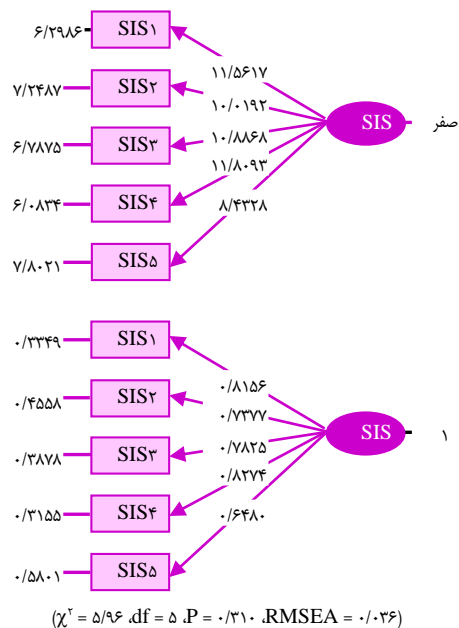 ۶/۲۹۸۶ SIS۱
۱۱/۵۶۱۷
۷/۲۴۸۷ SIS۲
۱۰/۰۱۹۲
SIS صفر
۶/۷۸۷۵ SIS۳
۱۰/۸۸۶۸
۱۱/۸۰۹۳
۶/۰۸۳۴ SIS۴
۸/۴۳۲۸
۷/۸۰۲۱ SIS۵
۰/۳۳۴۹ SIS۱
۰/۸۱۵۶
۰/۴۵۵۸ SIS۲
۰/۷۳۷۷
SIS ۱
۰/۳۸۷۸ SIS۳
۰/۷۸۲۵
۰/۸۲۷۴
۰/۳۱۵۵ SIS۴
۰/۶۴۸۰
۰/۵۸۰۱ SIS۵
(χ۲ = ۵/۹۶ ،df = ۵ ،P = ۰/۳۱۰ ،RMSEA = ۰/۰۳۶)